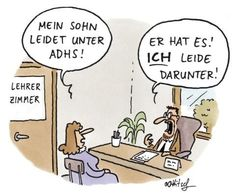 MEIN SOHN
LEIDET UNTER
ADHS!
ER HAT ES!
ICH LEIDE
DARUNTER!
LEHRER
ZIMMER